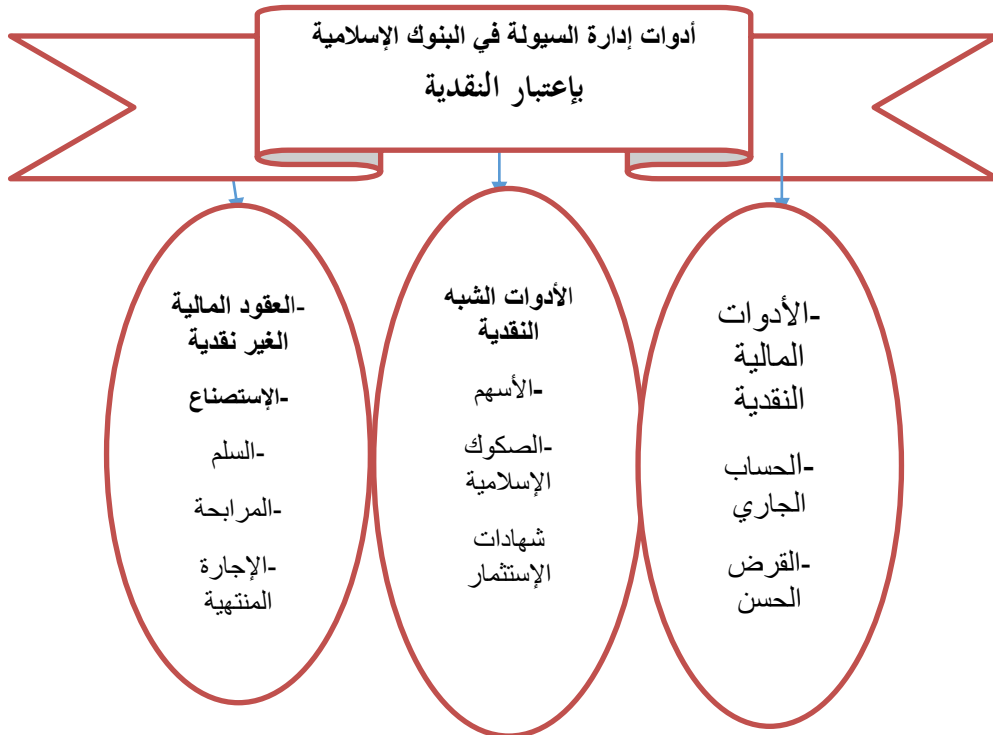 أدوات إدارة السيولة في البنوك الإسلامية
بإعتبار النقدية
-الأدوات
المالية
النقدية
-الحساب
الجاري
-القرض
الحسن
الأدوات الشبه
النقدية
-الأسهم
-الصكوك
الإسلامية
شهادات
الإستثمار
-العقود المالية
الغير نقدية
-الإستصناع
-السلم
-المرابحة
-الإجارة
المنتهية